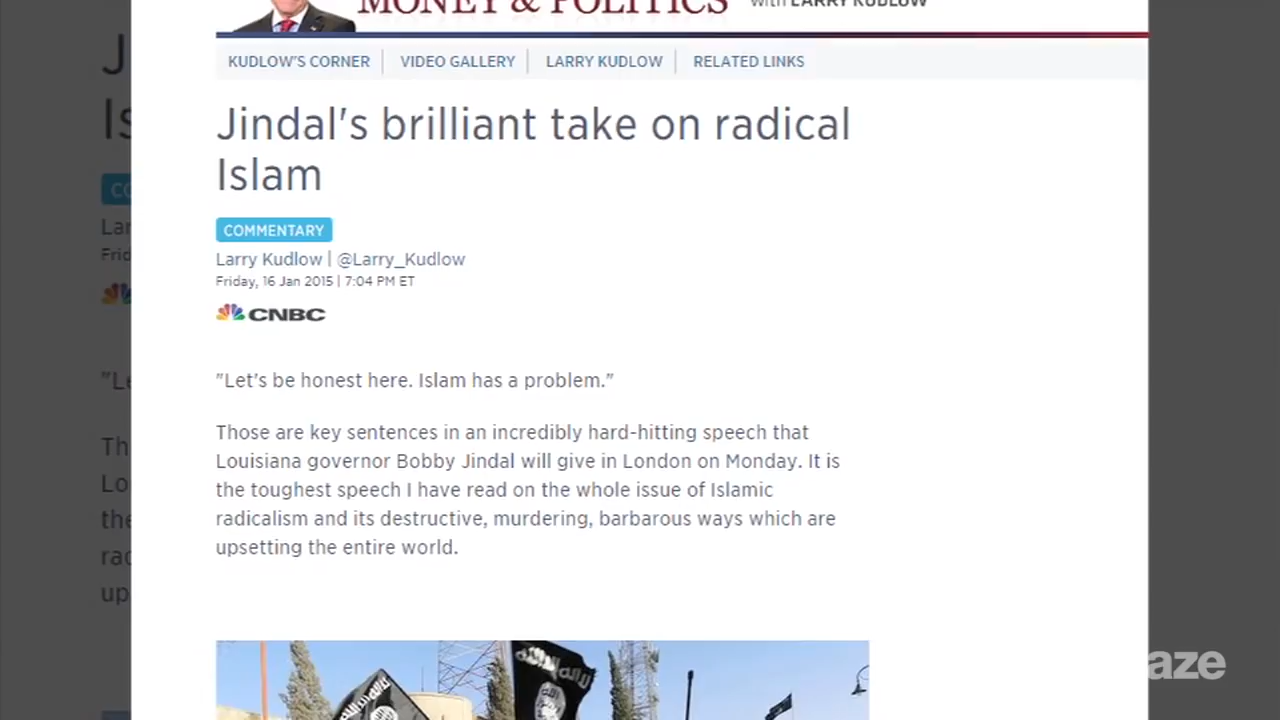 MONEY & POLITICS with LARRY KUDLOW
KUDLOW'S CORNER VIDEO GALLERY LARRY KUDLOW RELATED LINKS
Jindal's brilliant take on radical
Islam
COMMENTARY
Larry Kudlow | @Larry_Kudlow
Friday, 16 Jan 2015 | 7:04 PM ET
CNBC
"Let's be honest here. Islam has a problem."
Those are key sentences in an incredibly hard-hitting speech that
Louisiana governor Bobby Jindal will give in London on Monday. It is
the toughest speech I have read on the whole issue of Islamic
radicalism and its destructive, murdering, barbarous ways which are
upsetting the entire world.
aze